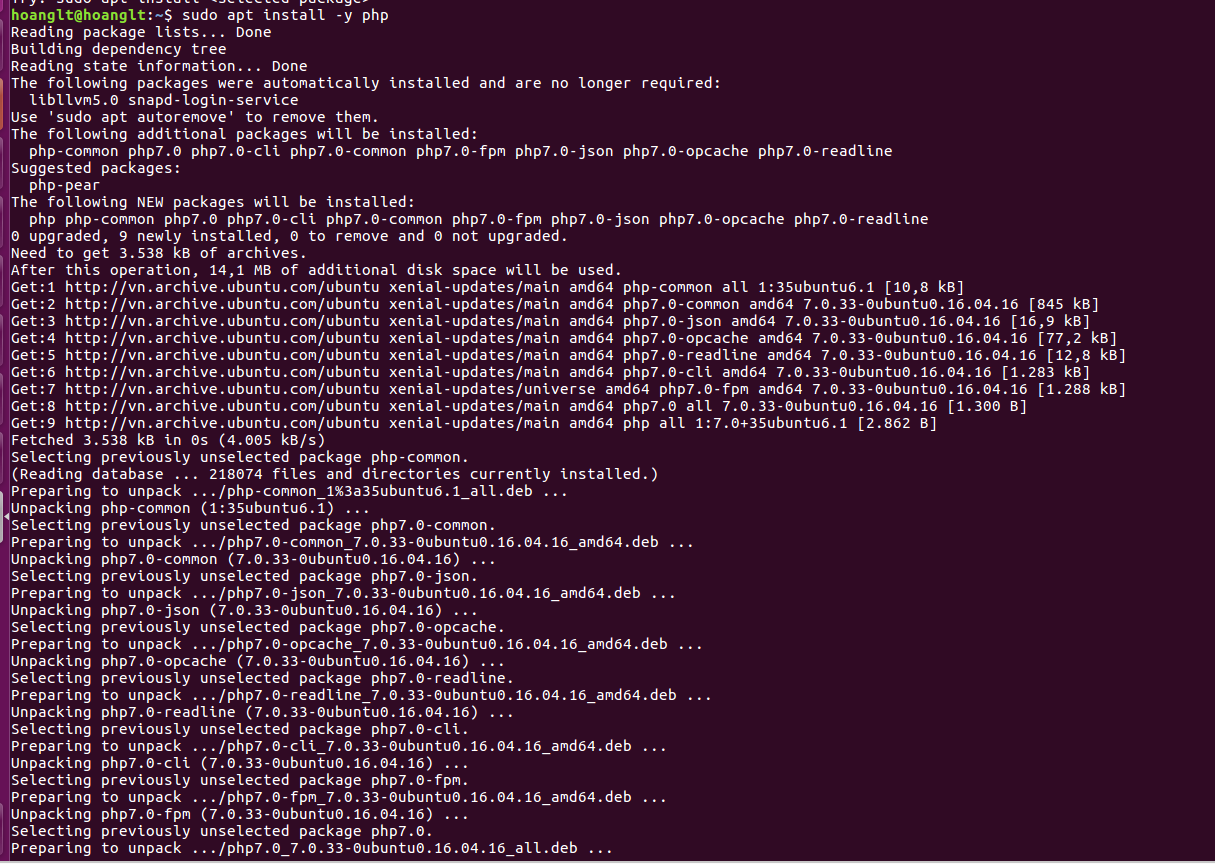 Try: sudo apt install <selected package>
hoanglt@hoanglt:~$ sudo apt install -y php
Reading package lists... Done
Building dependency tree
Reading state information... Done
The following packages were automatically installed and are no longer required:
  libllvm5.0 snapd-login-service
Use 'sudo apt autoremove' to remove them.
The following additional packages will be installed:
  php-common php7.0 php7.0-cli php7.0-common php7.0-fpm php7.0-json php7.0-opcache php7.0-readline
Suggested packages:
  php-pear
The following NEW packages will be installed:
  php php-common php7.0 php7.0-cli php7.0-common php7.0-fpm php7.0-json php7.0-opcache php7.0-readline
0 upgraded, 9 newly installed, 0 to remove and 0 not upgraded.
Need to get 3.538 kB of archives.
After this operation, 14,1 MB of additional disk space will be used.
Get:1 http://vn.archive.ubuntu.com/ubuntu xenial-updates/main amd64 php-common all 1:35ubuntu6.1 [10,8 kB]
Get:2 http://vn.archive.ubuntu.com/ubuntu xenial-updates/main amd64 php7.0-common amd64 7.0.33-0ubuntu0.16.04.16 [845 kB]
Get:3 http://vn.archive.ubuntu.com/ubuntu xenial-updates/main amd64 php7.0-json amd64 7.0.33-0ubuntu0.16.04.16 [16,9 kB]
Get:4 http://vn.archive.ubuntu.com/ubuntu xenial-updates/main amd64 php7.0-opcache amd64 7.0.33-0ubuntu0.16.04.16 [77,2 kB]
Get:5 http://vn.archive.ubuntu.com/ubuntu xenial-updates/main amd64 php7.0-readline amd64 7.0.33-0ubuntu0.16.04.16 [12,8 kB]
Get:6 http://vn.archive.ubuntu.com/ubuntu xenial-updates/main amd64 php7.0-cli amd64 7.0.33-0ubuntu0.16.04.16 [1.283 kB]
Get:7 http://vn.archive.ubuntu.com/ubuntu xenial-updates/universe amd64 php7.0-fpm amd64 7.0.33-0ubuntu0.16.04.16 [1.288 kB]
Get:8 http://vn.archive.ubuntu.com/ubuntu xenial-updates/main amd64 php7.0 all 7.0.33-0ubuntu0.16.04.16 [1.300 B]
Get:9 http://vn.archive.ubuntu.com/ubuntu xenial-updates/main amd64 php all 1:7.0+35ubuntu6.1 [2.862 B]
Fetched 3.538 kB in 0s (4.005 kB/s)
Selecting previously unselected package php-common.
(Reading database ... 218074 files and directories currently installed.)
Preparing to unpack .../php-common_1%3a35ubuntu6.1_all.deb ...
Unpacking php-common (1:35ubuntu6.1) ...
Selecting previously unselected package php7.0-common.
Preparing to unpack .../php7.0-common_7.0.33-0ubuntu0.16.04.16_amd64.deb ...
Unpacking php7.0-common (7.0.33-0ubuntu0.16.04.16) ...
Selecting previously unselected package php7.0-json.
Preparing to unpack .../php7.0-json_7.0.33-0ubuntu0.16.04.16_amd64.deb ...
Unpacking php7.0-json (7.0.33-0ubuntu0.16.04.16) ...
Selecting previously unselected package php7.0-opcache.
Preparing to unpack .../php7.0-opcache_7.0.33-0ubuntu0.16.04.16_amd64.deb ...
Unpacking php7.0-opcache (7.0.33-0ubuntu0.16.04.16) ...
Selecting previously unselected package php7.0-readline.
Preparing to unpack .../php7.0-readline_7.0.33-0ubuntu0.16.04.16_amd64.deb ...
Unpacking php7.0-readline (7.0.33-0ubuntu0.16.04.16) ...
Selecting previously unselected package php7.0-cli.
Preparing to unpack .../php7.0-cli_7.0.33-0ubuntu0.16.04.16_amd64.deb ...
Unpacking php7.0-cli (7.0.33-0ubuntu0.16.04.16) ...
Selecting previously unselected package php7.0-fpm.
Preparing to unpack .../php7.0-fpm_7.0.33-0ubuntu0.16.04.16_amd64.deb ...
Unpacking php7.0-fpm (7.0.33-0ubuntu0.16.04.16) ...
Selecting previously unselected package php7.0.
Preparing to unpack .../php7.0_7.0.33-0ubuntu0.16.04.16_all.deb ...